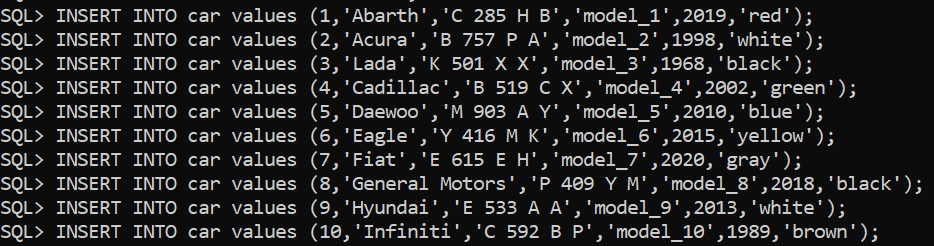 SQL> INSERT INTO car values (1,'Abarth','C 285 H B','model_1',2019,'red');
SQL> INSERT INTO car values (2,'Acura','B 757 P A','model_2',1998,'white');
SQL> INSERT INTO car values (3,'Lada','K 501 X X','model_3',1968,'black');
SQL> INSERT INTO car values (4,'Cadillac','B 519 C X','model_4',2002,'green');
SQL> INSERT INTO car values (5,'Daewoo','M 903 A Y','model_5',2010,'blue');
SQL> INSERT INTO car values (6,'Eagle','Y 416 M K','model_6',2015,'yellow');
SQL> INSERT INTO car values (7,'Fiat','E 615 E H','model_7',2020,'gray');
SQL> INSERT INTO car values (8,'General Motors','P 409 Y M','model_8',2018,'black');
SQL> INSERT INTO car values (9,'Hyundai','E 533 A A','model_9',2013,'white');
SQL> INSERT INTO car values (10,'Infiniti','C 592 B P','model_10',1989,'brown');